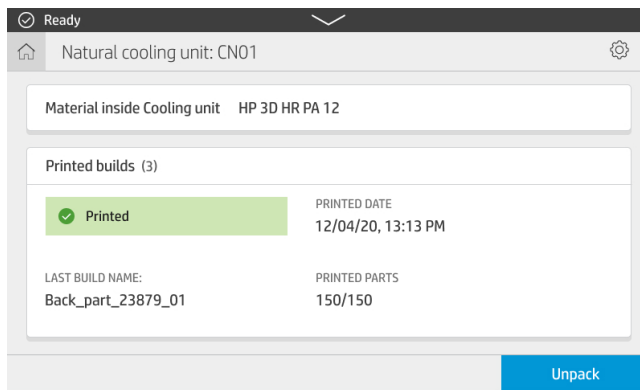 Ready
Natural cooling unit: CN01
Material inside Cooling unit HP 3D HR PA 12
Printed builds (3)
Printed
PRINTED DATE
12/04/20, 13:13 PM
LAST BUILD NAME:
Back_part_23879_01
PRINTED PARTS
150/150
Unpack